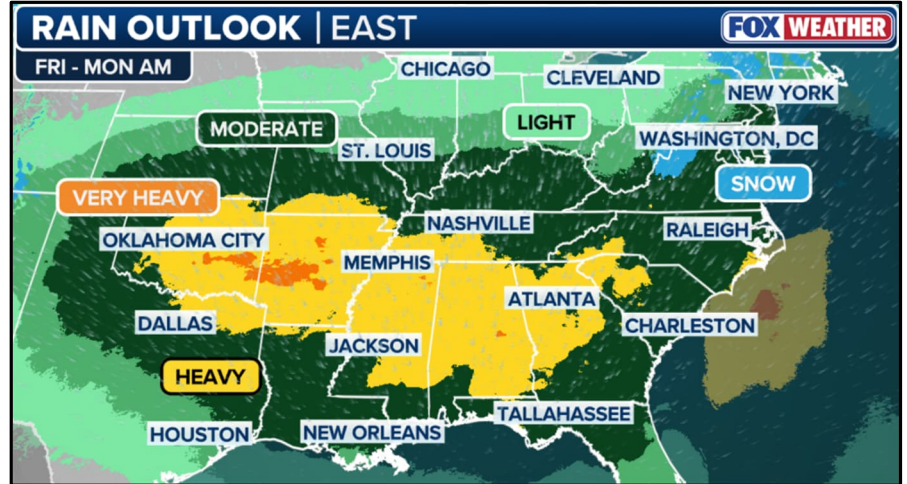 RAIN OUTLOOK | EAST
FOX WEATHER
FRI - MON AM
CHICAGO
CLEVELAND
NEW YORK
MODERATE
LIGHT
ST. LOUIS
WASHINGTON, DC
VERY HEAVY
SNOW
NASHVILLE
RALEIGH
OKLAHOMA CITY
MEMPHIS
ATLANTA
DALLAS
CHARLESTON
JACKSON
HEAVY
TALLAHASSEE
HOUSTON
NEW ORLEANS